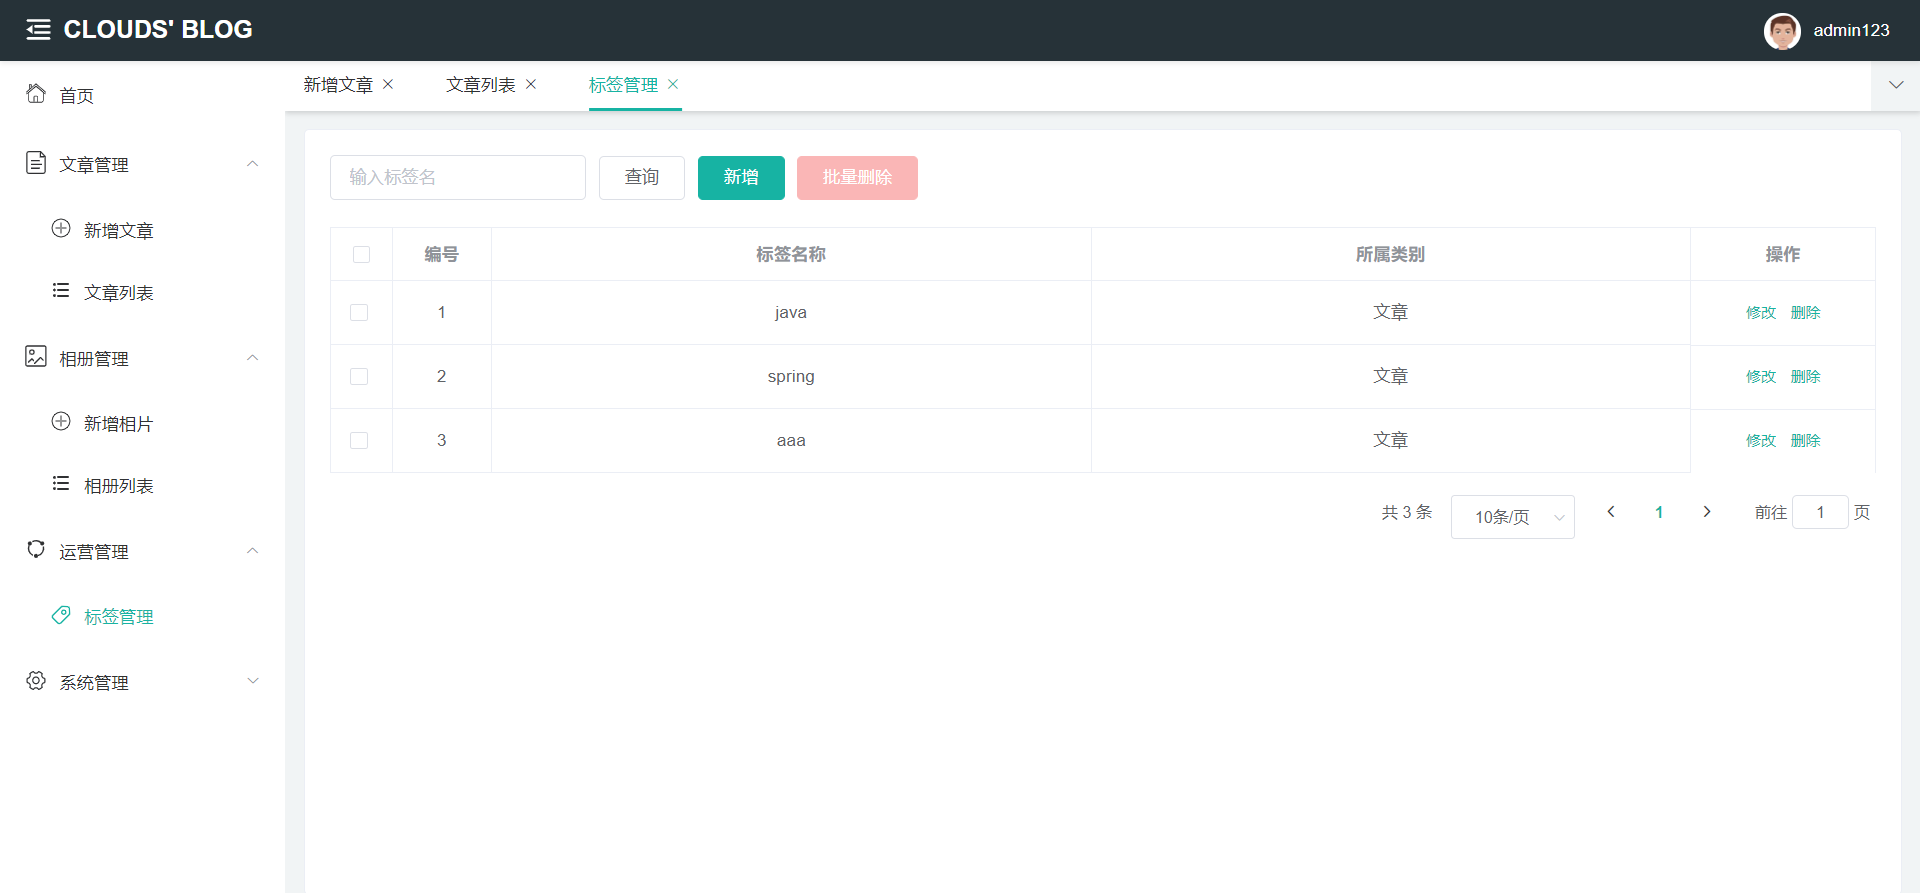 CLOUDS' BLOG
admin123
首页
文章管理
新增文章
文章列表
相册管理
新增相片
相册列表
运营管理
标签管理
系统管理
新增文章 文章列表 标签管理
输入标签名 查询 新增 批量删除
编号 标签名称 所属类别 操作
1 java 文章 修改 删除
2 spring 文章 修改 删除
3 aaa 文章 修改 删除
共 3 条 10条/页 1 前往 1 页